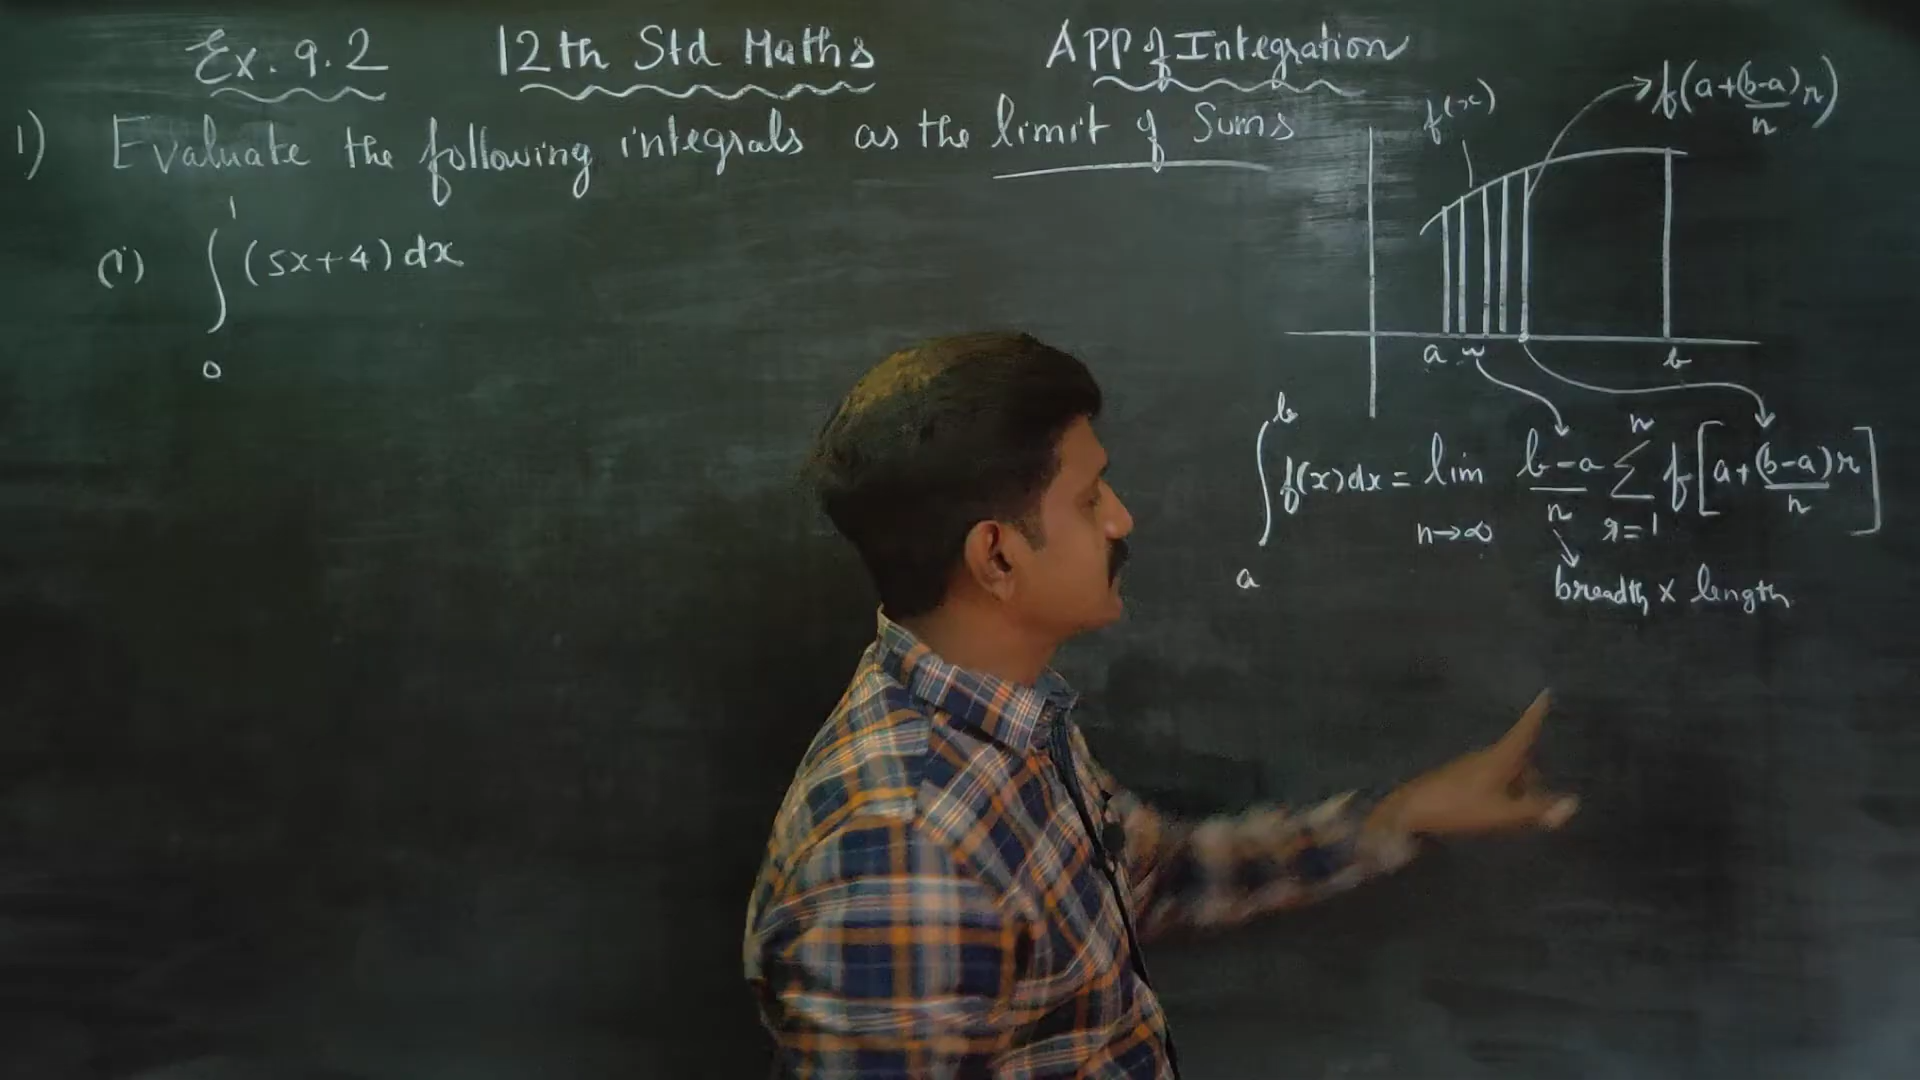 Ex. 9.2 12th Std Maths APP of Integration
1) Evaluate the following integrals as the limit of Sums
(i) ∫₀¹ (5x+4) dx
f(x)
f(a+(b-a)/n r)
a b
∫ₐᵇ f(x)dx = lim n→∞ b-a/n Σ r=1 n f[a+(b-a)/n r]
breadth x length